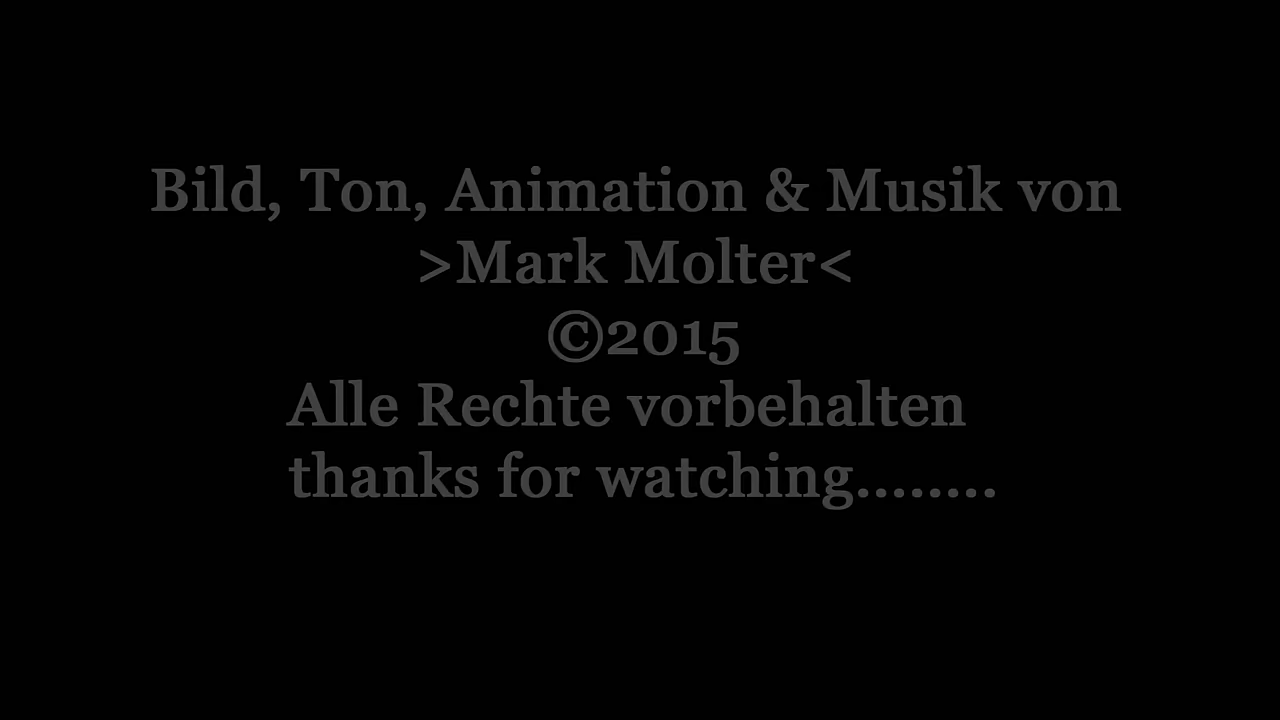 Bild, Ton, Animation & Musik von
>Mark Molter<
©2015
Alle Rechte vorbehalten
thanks for watching........